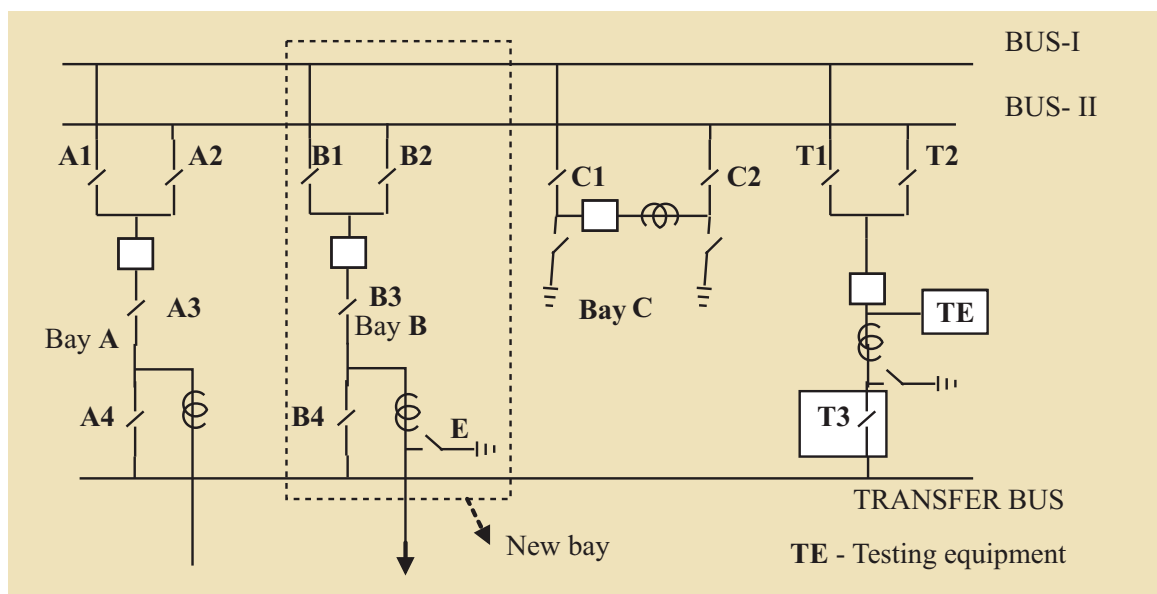 BUS-I
BUS- II
A1
A2
B1
B2
C1
C2
T1
T2
A3
B3
Bay A
Bay B
Bay C
TE
A4
B4
E
T3
TRANSFER BUS
New bay
TE - Testing equipment